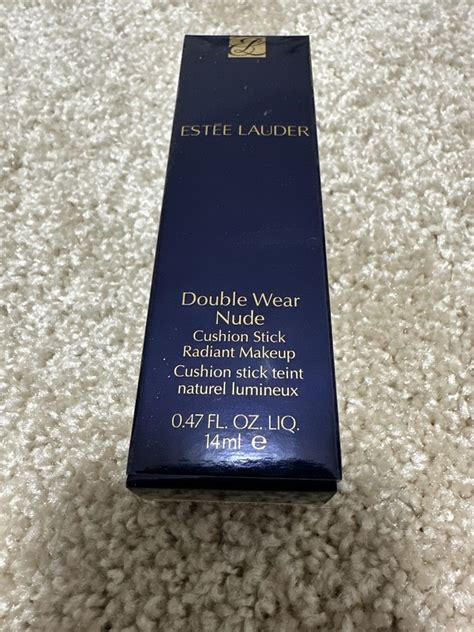 ESTĒE LAUDER
Double Wear
Nude
Cushion Stick
Radiant Makeup
Cushion stick teint
naturel lumineux
0.47 FL. OZ. LIQ.
14ml ℮